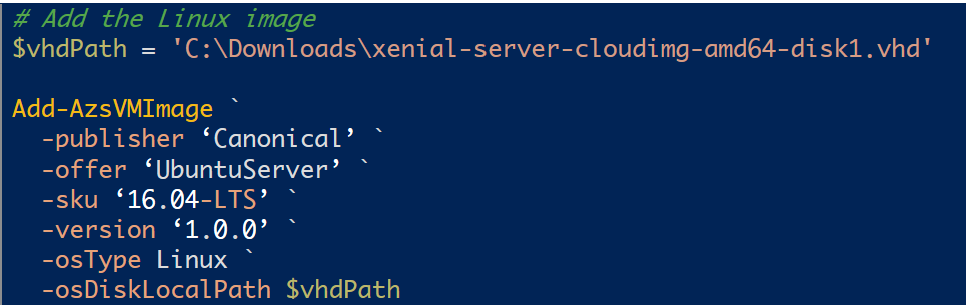 # Add the Linux image
$vhdPath = 'C:\Downloads\xenial-server-cloudimg-amd64-disk1.vhd'
Add-AzsVMImage `
-publisher ‘Canonical’ `
-offer ‘UbuntuServer’ `
-sku ‘16.04-LTS’ `
-version ‘1.0.0’ `
-osType Linux `
-osDiskLocalPath $vhdPath